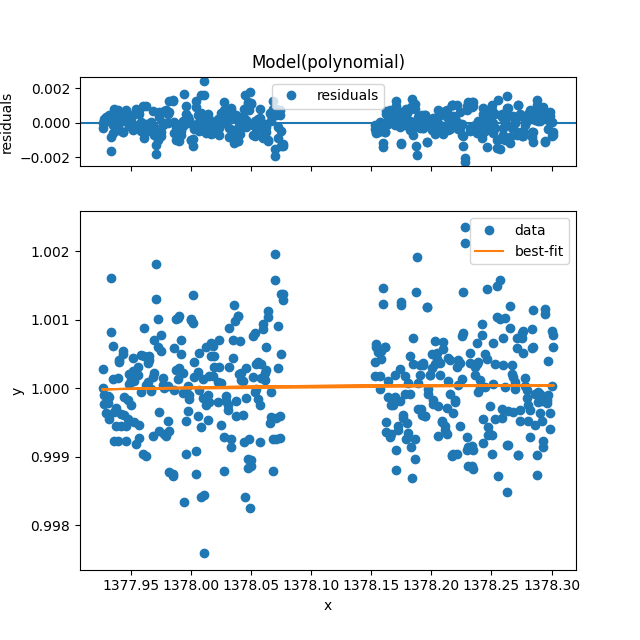 Model(polynomial)
residuals
0.002
0.000
−0.002
residuals
y
1.002
1.001
1.000
0.999
0.998
data
best-fit
1377.95 1378.00 1378.05 1378.10 1378.15 1378.20 1378.25 1378.30
x